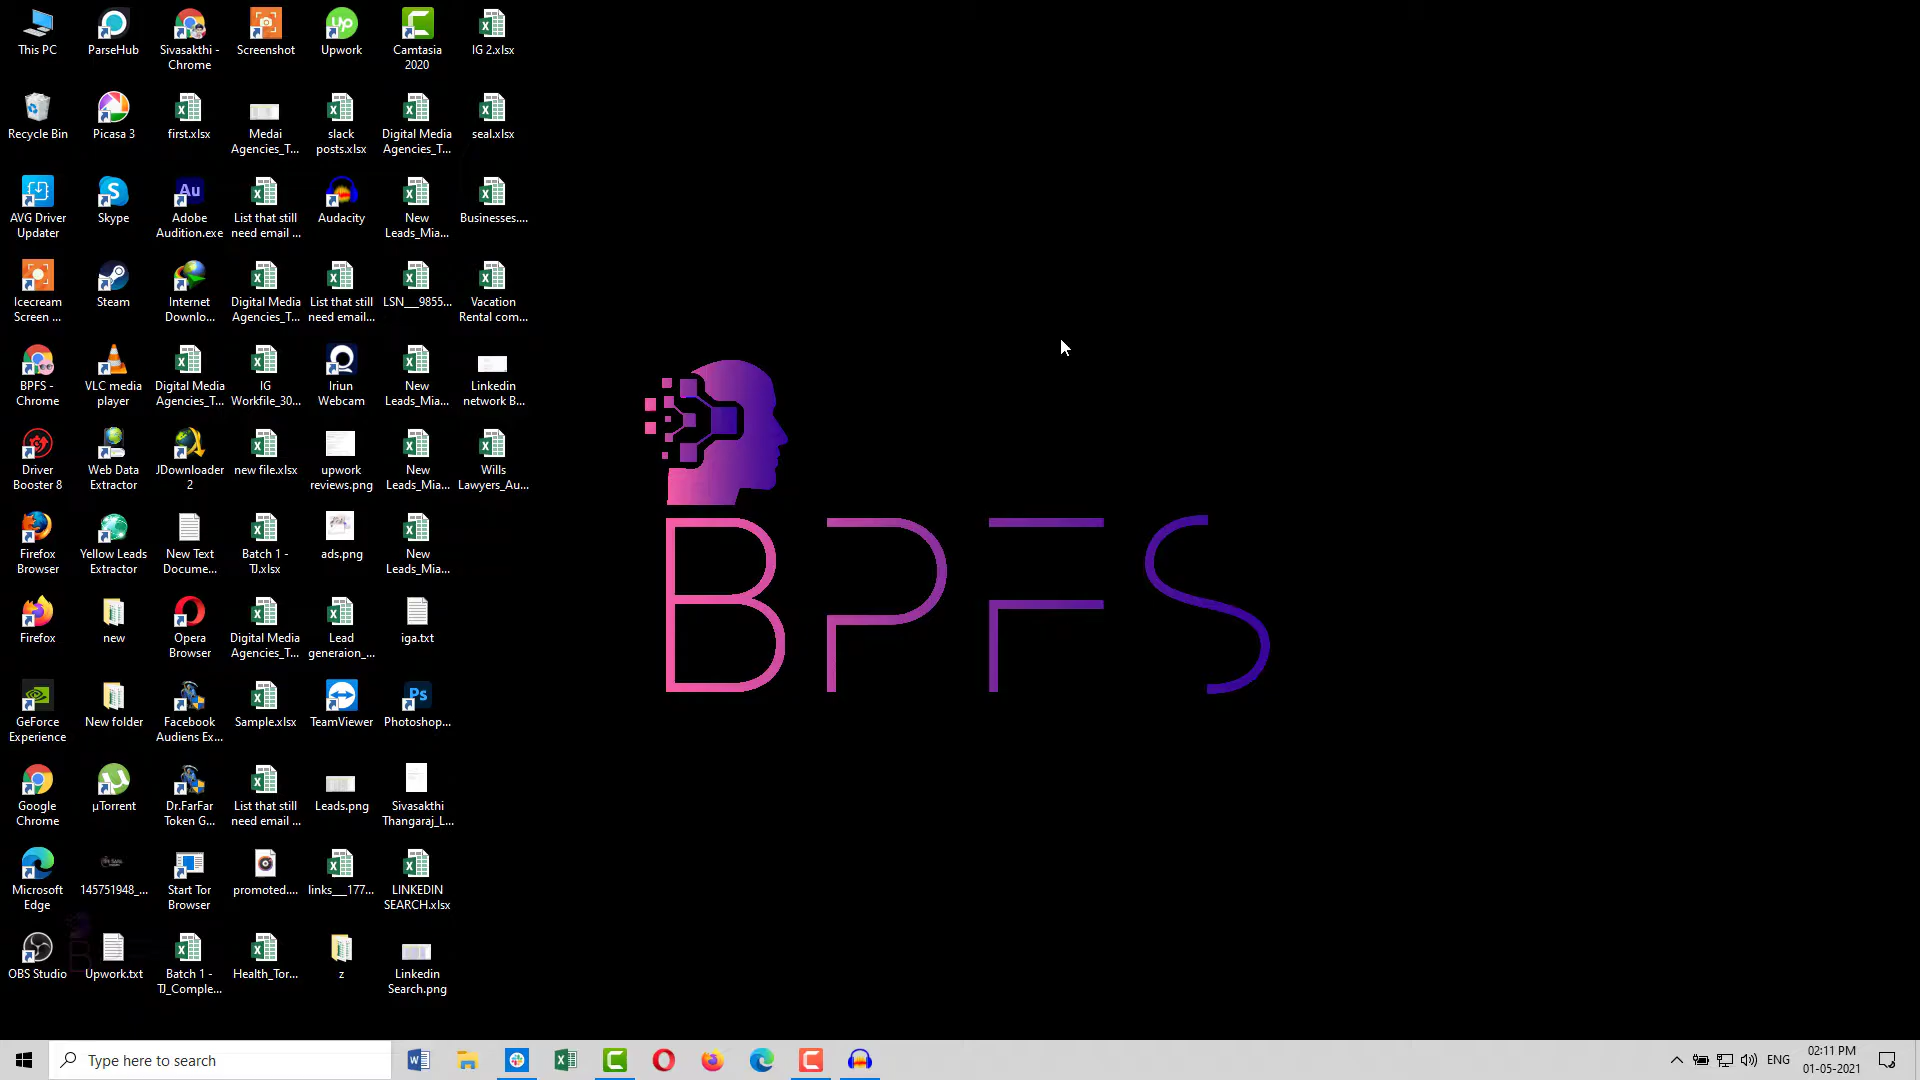 This PC
ParseHub
Sivasakthi -
Chrome
Screenshot
Upwork
Camtasia
2020
IG 2.xlsx
Recycle Bin
Picasa 3
first.xlsx
Medai
Agencies_T...
slack
posts.xlsx
Digital Media
Agencies_T...
seal.xlsx
AVG Driver
Updater
Skype
Adobe
Audition.exe
List that still
need email ...
Audacity
New
Leads_Mia...
Businesses....
Icecream
Screen ...
Steam
Internet
Downlo...
Digital Media
Agencies_T...
List that still
need email...
LSN__9855...
Vacation
Rental com...
BPFS -
Chrome
VLC media
player
Digital Media
Agencies_T...
IG
Workfile_30...
Iriun
Webcam
New
Leads_Mia...
Linkedin
network B...
Driver
Booster 8
Web Data
Extractor
JDownloader
2
new file.xlsx
upwork
reviews.png
New
Leads_Mia...
Wills
Lawyers_Au...
Firefox
Browser
Yellow Leads
Extractor
New Text
Docume...
Batch 1 -
TJ.xlsx
ads.png
New
Leads_Mia...
Firefox
new
Opera
Browser
Digital Media
Agencies_T...
Lead
generaion_...
iga.txt
GeForce
Experience
New folder
Facebook
Audiens Ex...
Sample.xlsx
TeamViewer
Photoshop...
Google
Chrome
µTorrent
Dr.FarFar
Token G...
List that still
need email ...
Leads.png
Sivasakthi
Thangaraj_L...
Microsoft
Edge
145751948_...
Start Tor
Browser
promoted....
links__177...
LINKEDIN
SEARCH.xlsx
OBS Studio
Upwork.txt
Batch 1 -
TJ_Comple...
Health_Tor...
z
Linkedin
Search.png
BPFS
Type here to search
ENG
02:11 PM
01-05-2021